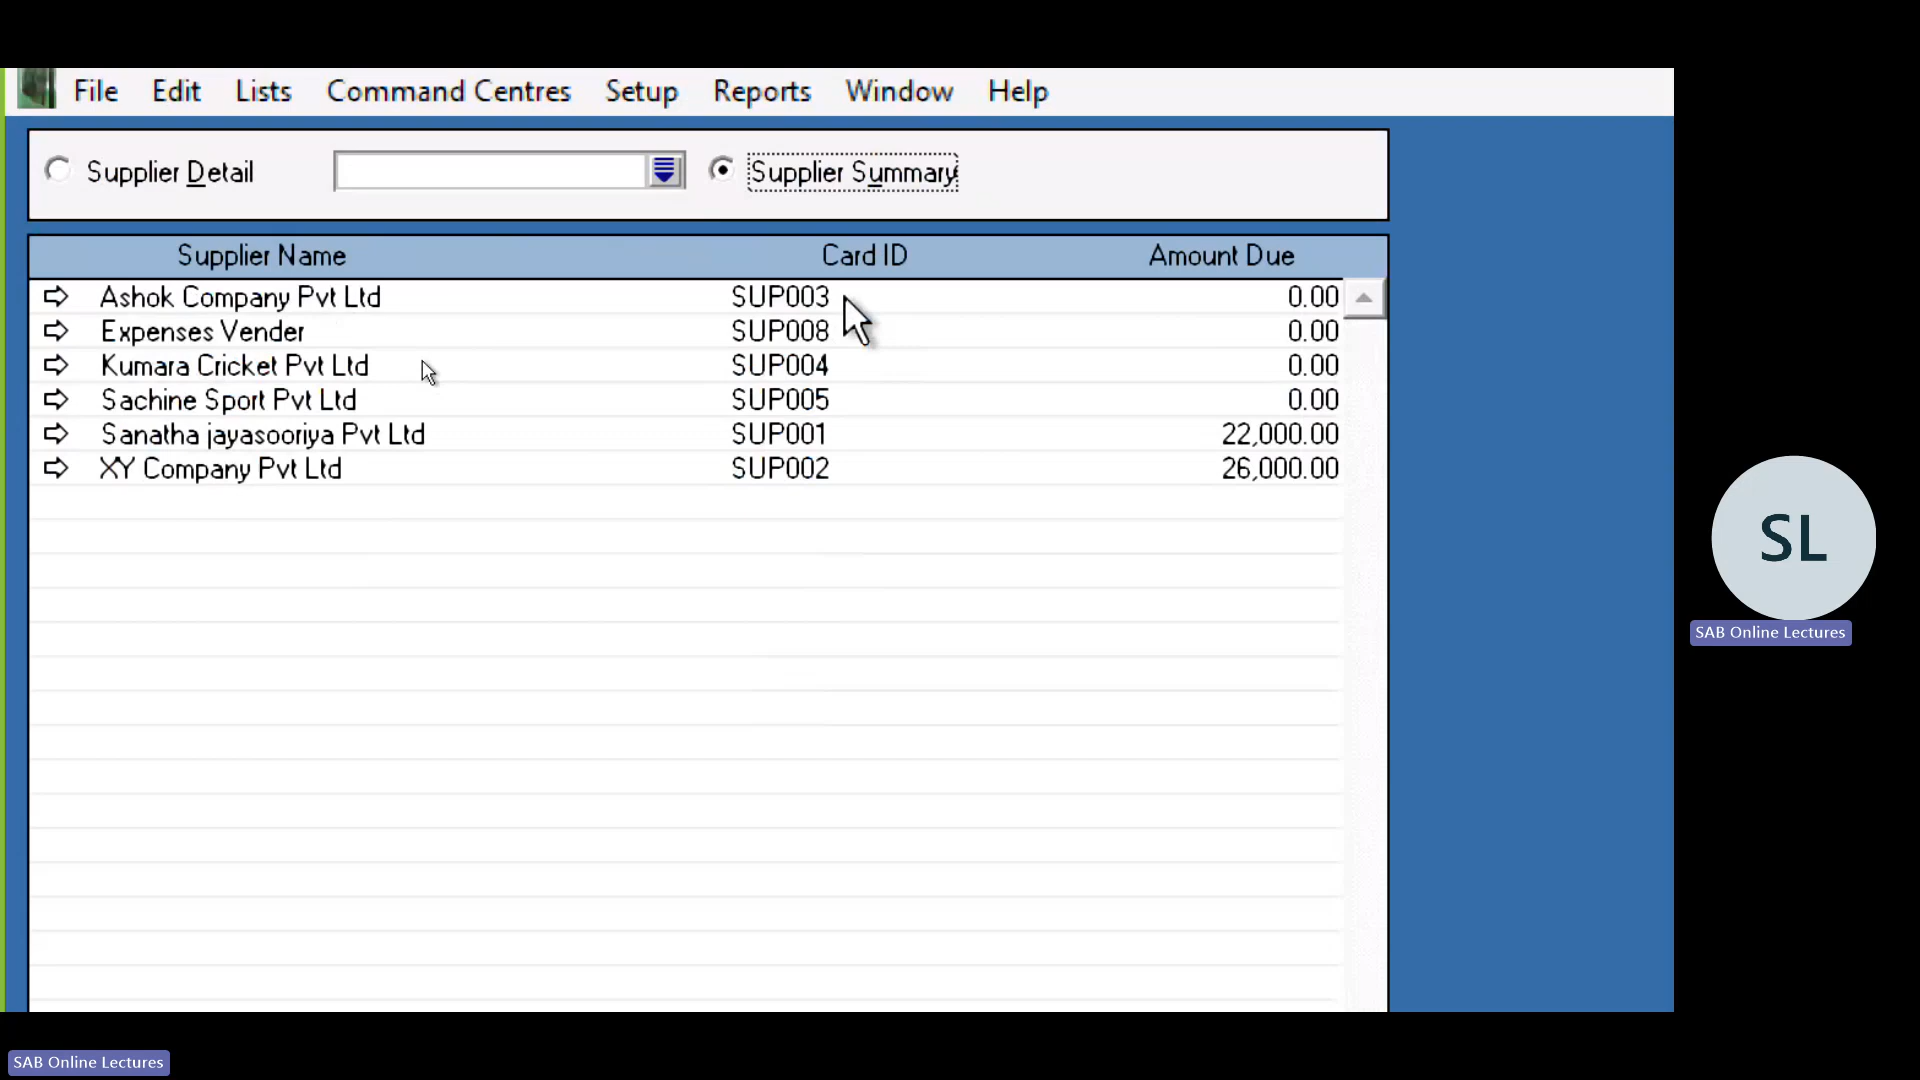 File Edit Lists Command Centres Setup Reports Window Help
Supplier Detail Supplier Summary
Supplier Name Card ID Amount Due
Ashok Company Pvt Ltd SUP003 0.00
Expenses Vender SUP008 0.00
Kumara Cricket Pvt Ltd SUP004 0.00
Sachine Sport Pvt Ltd SUP005 0.00
Sanatha jayasooriya Pvt Ltd SUP001 22,000.00
XY Company Pvt Ltd SUP002 26,000.00
SL
SAB Online Lectures
SAB Online Lectures